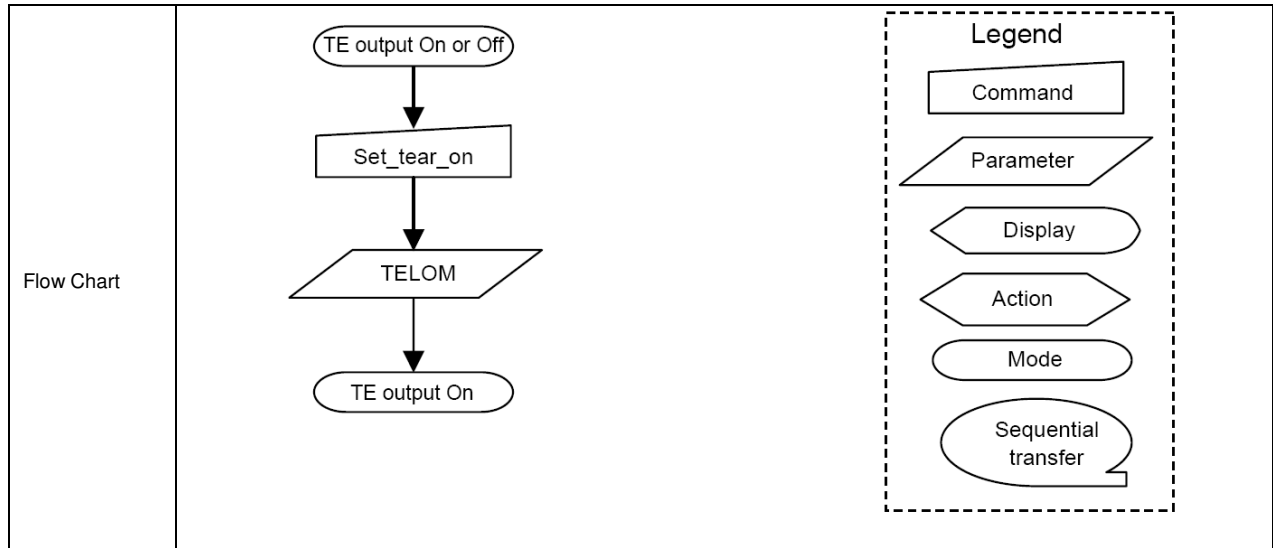 Flow Chart
TE output On or Off
Set_tear_on
TELOM
TE output On
Legend
Command
Parameter
Display
Action
Mode
Sequential
transfer